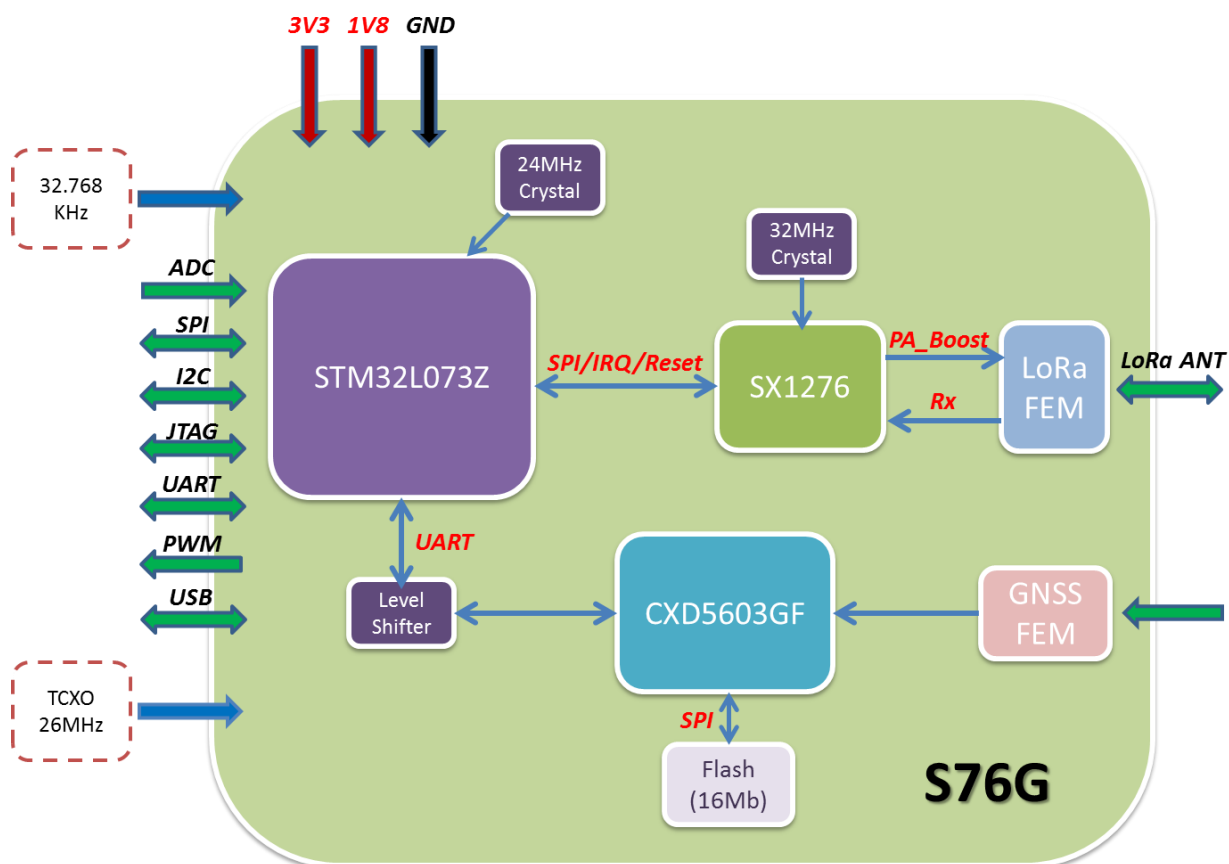 3V3
1V8
GND
32.768
KHz
24MHz
Crystal
32MHz
Crystal
ADC
SPI
I2C
JTAG
UART
PWM
USB
STM32L073Z
SPI/IRQ/Reset
SX1276
PA_Boost
Rx
LoRa
FEM
LoRa ANT
UART
Level
Shifter
CXD5603GF
GNSS
FEM
TCXO
26MHz
SPI
Flash
(16Mb)
S76G